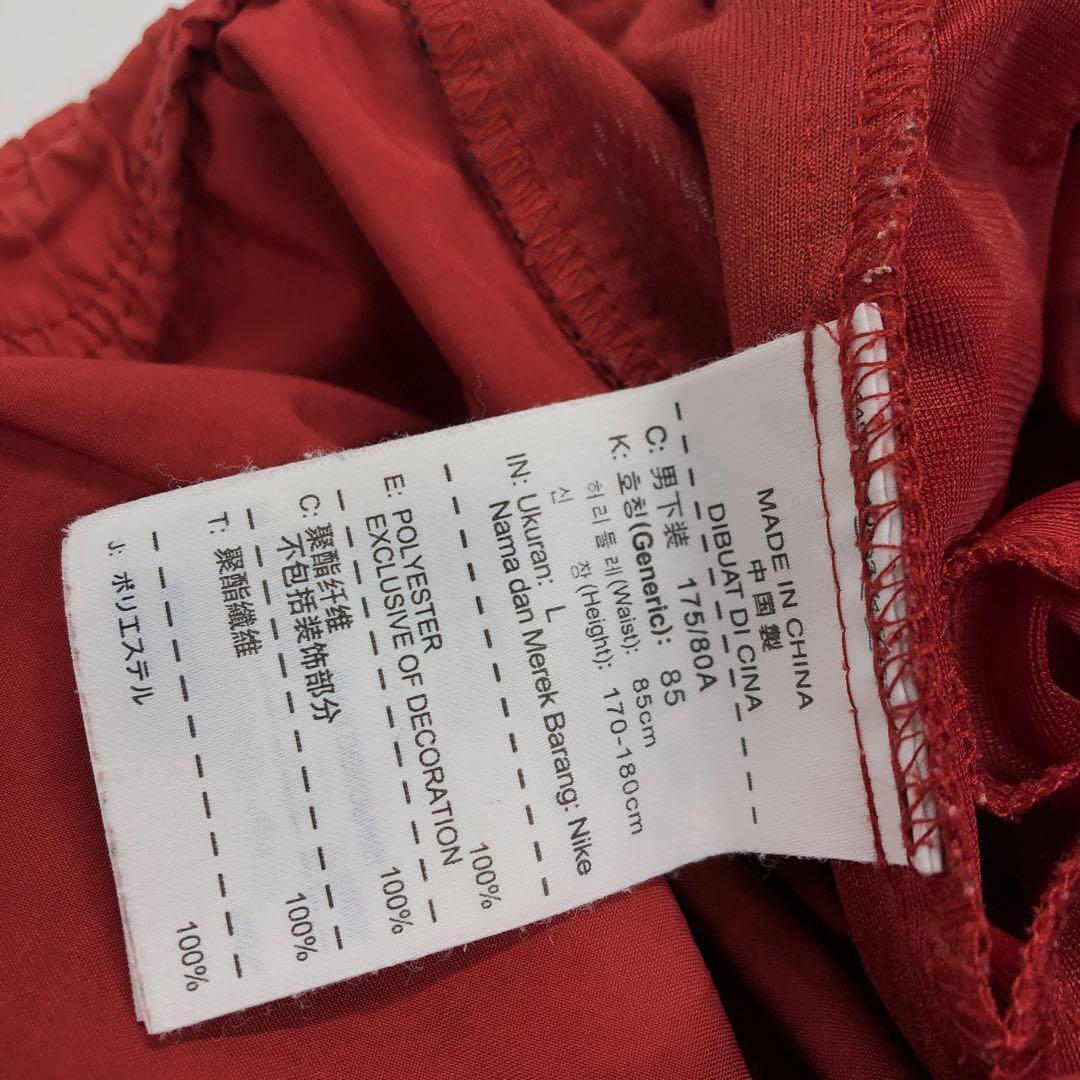 MADE IN CHINA
中国製
DIBUAT DI CINA
C: 男下装 175/80A
K: 호칭(Generic): 85
허리둘레(Waist): 85cm
신 장(Height): 170-180cm
IN: Ukuran: L
Nama dan Merek Barang: Nike
E: POLYESTER 100%
EXCLUSIVE OF DECORATION
C: 聚酯纤维 100%
不包括装饰部分
T: 聚酯纖維 100%
J: ポリエステル 100%